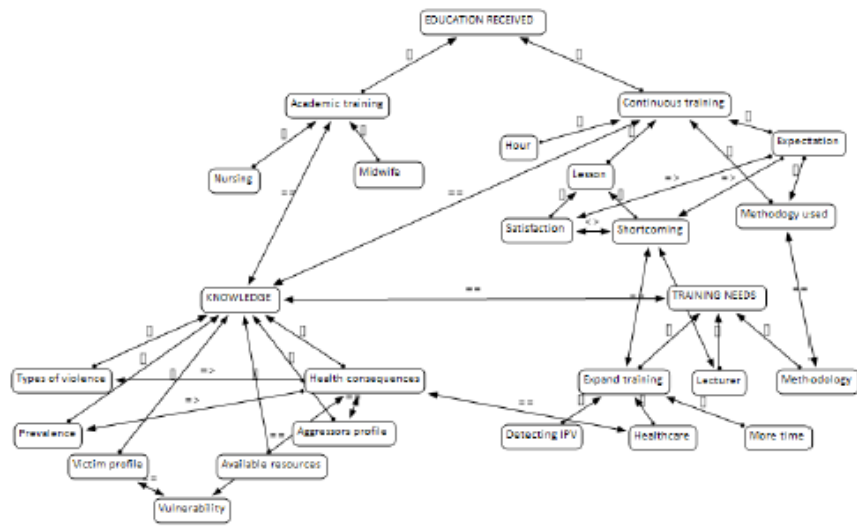 EDUCATION RECEIVED
Academic training
Continuous training
Hour
Expectation
Nursing
Midwife
Lesson
=>
=>
==
==
Satisfaction
<>
Shortcoming
Methodogy used
KNOWLEDGE
==
==
TRAINING NEEDS
==
Types of violence
=>
Health consequences
Expand training
Lecturer
Methodology
=>
==
==
Prevalence
Aggressors profile
Detecting IPV
Healthcare
More time
==
Victim profile
Available resources
==
Vulnerability